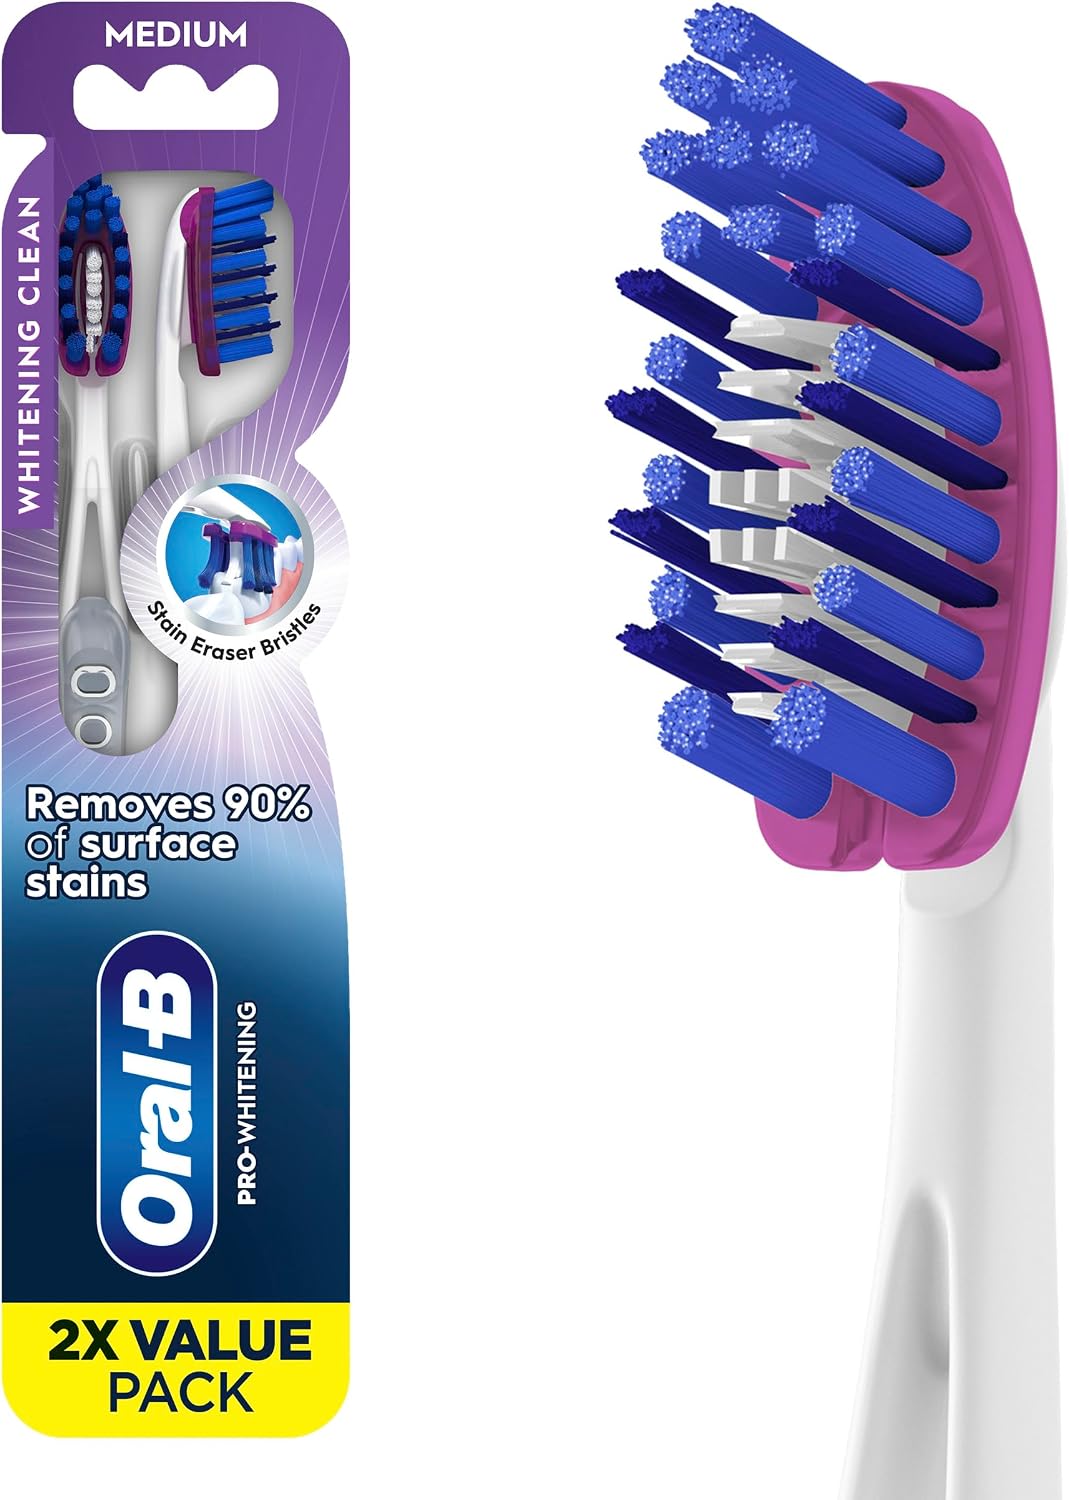 MEDIUM
WHITENING CLEAN
Stain Eraser Bristles
Removes 90%
of surface
stains
Oral-B
PRO-WHITENING
2X VALUE
PACK